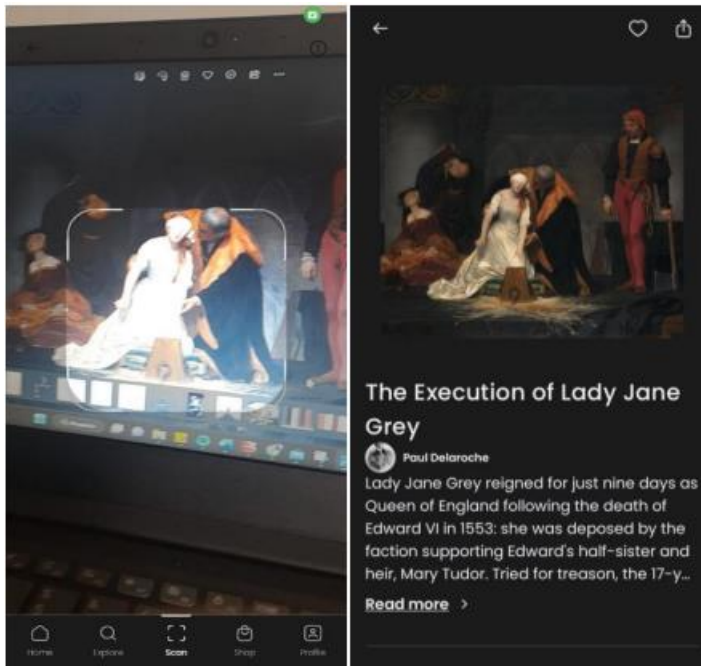 Home
Explore
Scan
Shop
Profile
The Execution of Lady Jane
Grey
Paul Delaroche
Lady Jane Grey reigned for just nine days as
Queen of England following the death of
Edward VI in 1553: she was deposed by the
faction supporting Edward's half-sister and
heir, Mary Tudor. Tried for treason, the 17-y...
Read more >